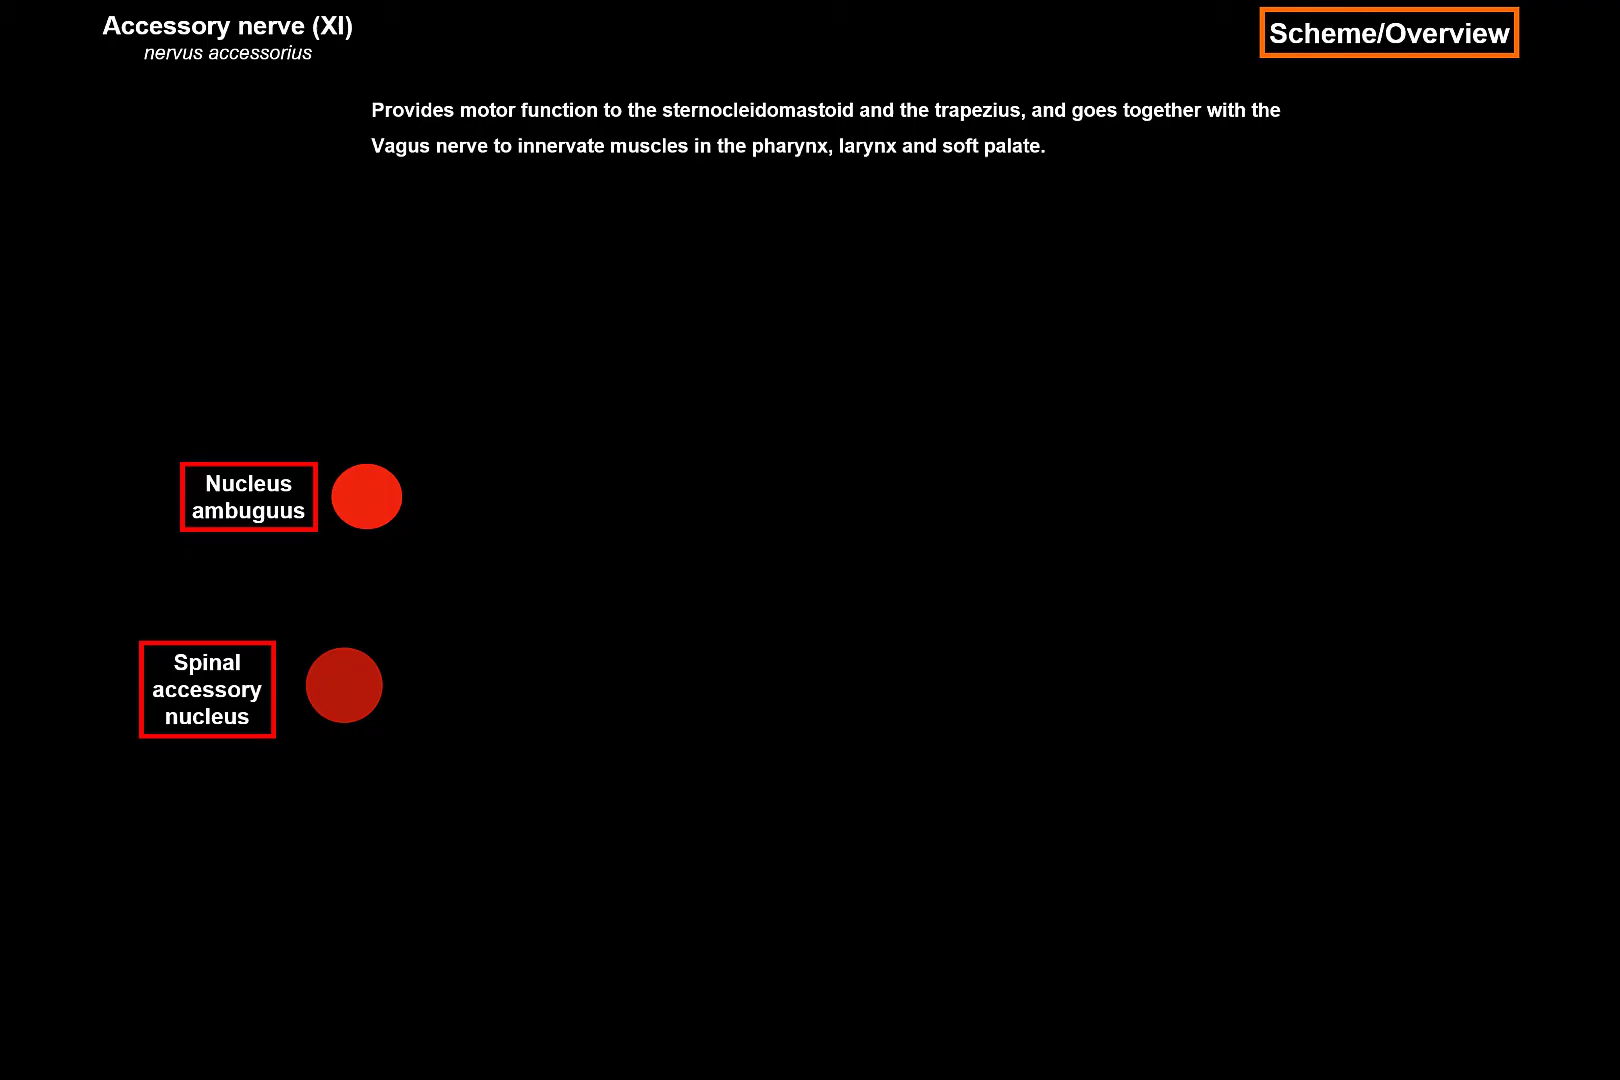 Accessory nerve (XI)
nervus accessorius
Scheme/Overview
Provides motor function to the sternocleidomastoid and the trapezius, and goes together with the
Vagus nerve to innervate muscles in the pharynx, larynx and soft palate.
Nucleus
ambuguus
Spinal
accessory
nucleus